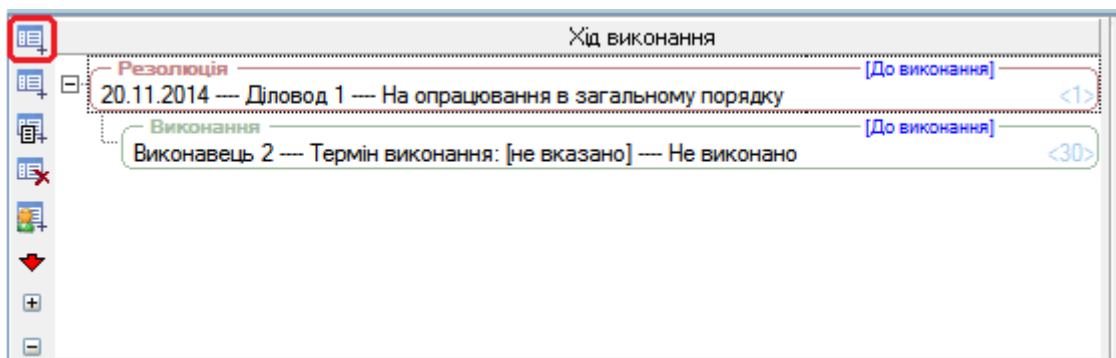 Хід виконання
Резолюція [До виконання]
20.11.2014 ---- Діловод 1 ---- На опрацювання в загальному порядку <1>
Виконання [До виконання]
Виконавець 2 ---- Термін виконання: [не вказано] ---- Не виконано <30>